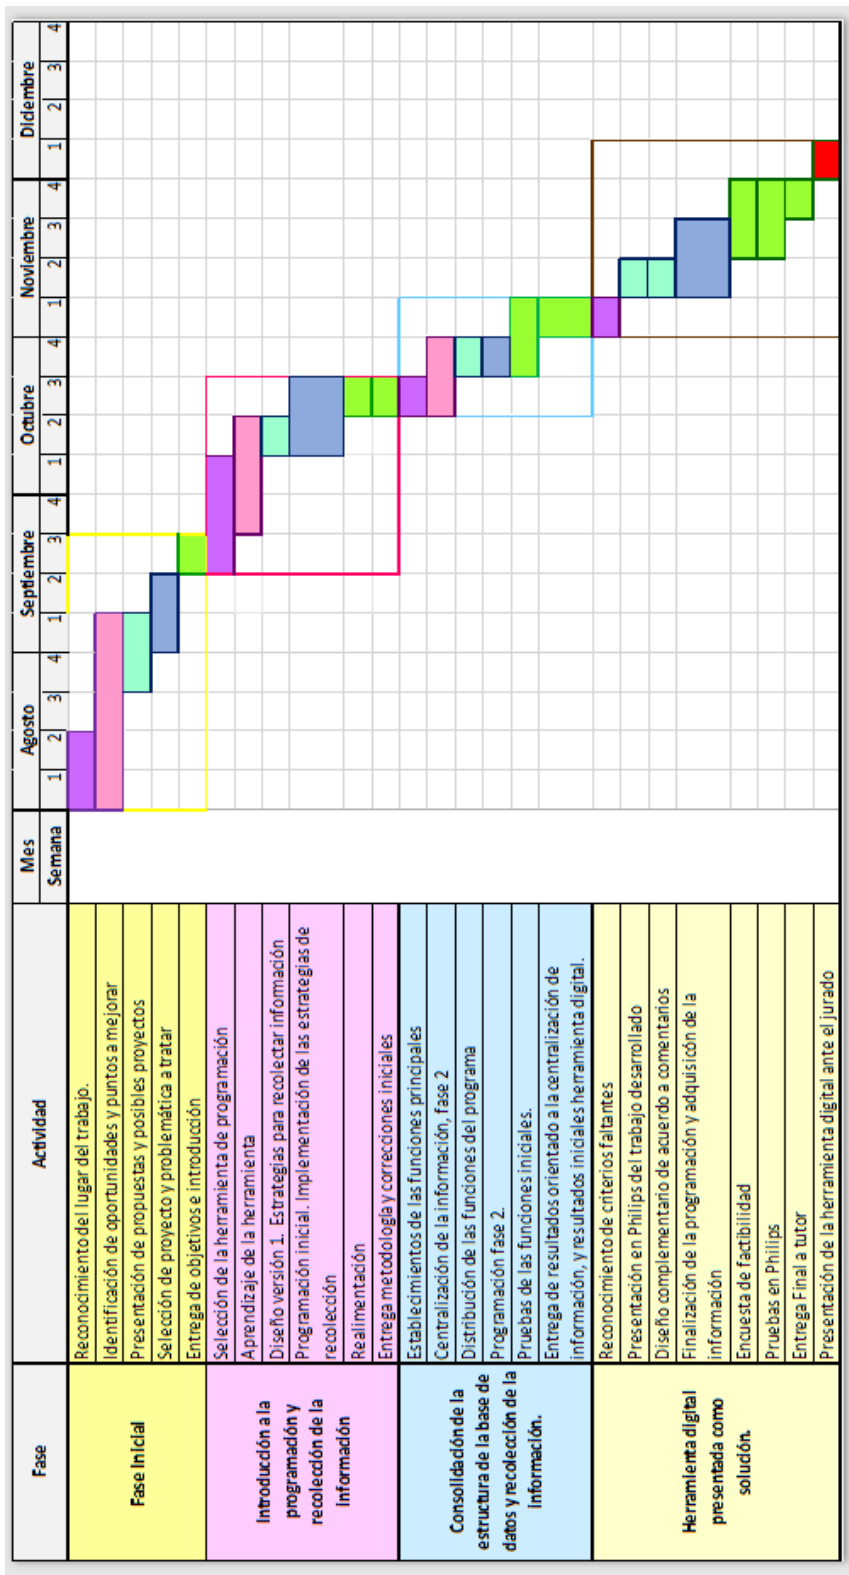 Fase
Actividad
Mes
Agosto
Septiembre
Octubre
Noviembre
Diciembre
Semana
1
2
3
4
1
2
3
4
1
2
3
4
1
2
3
4
1
2
3
4
Fase Inicial
Reconocimiento del lugar del trabajo.
Identificación de oportunidades y puntos a mejorar
Presentación de propuestas y posibles proyectos
Selección de proyecto y problemática a tratar
Entrega de objetivos e introducción
Introducción a la
programación y
recolección de la
información
Selección de la herramienta de programación
Aprendizaje de la herramienta
Diseño versión 1. Estrategias para recolectar información
Programación inicial. Implementación de las estrategias de
recolección
Realimentación
Entrega metodología y correcciones iniciales
Consolidación de la
estructura de la base de
datos y recolección de la
información.
Establecimientos de las funciones principales
Centralización de la información, fase 2
Distribución de las funciones del programa
Programación fase 2.
Pruebas de las funciones iniciales.
Entrega de resultados orientado a la centralización de
información, y resultados iniciales herramienta digital.
Herramienta digital
presentada como
solución.
Reconocimiento de criterios faltantes
Presentación en Philips del trabajo desarrollado
Diseño complementario de acuerdo a comentarios
Finalización de la programación y adquisicón de la
información
Encuesta de factibilidad
Pruebas en Philips
Entrega Final a tutor
Presentación de la herramienta digital ante el jurado